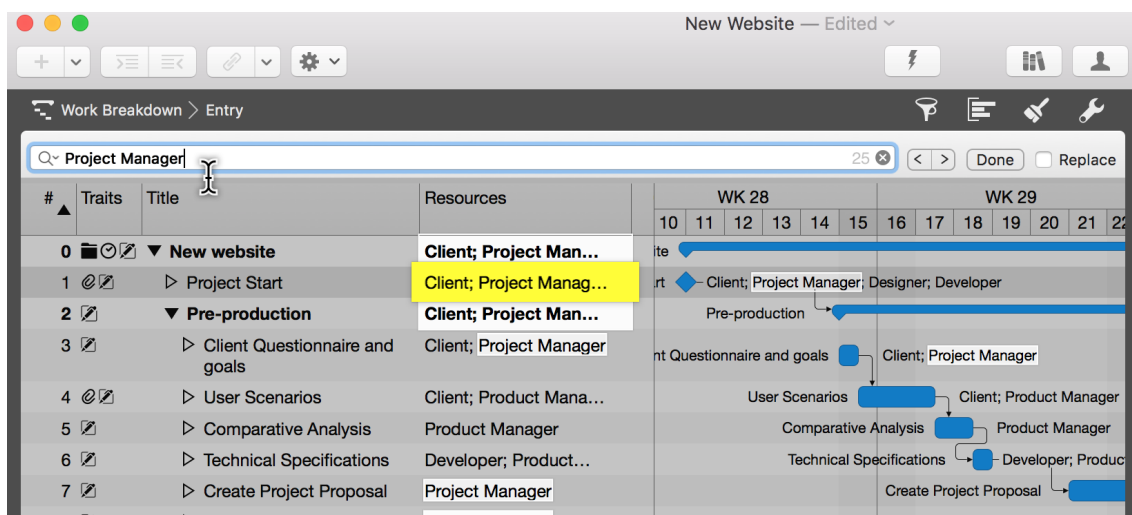 New Website — Edited
Work Breakdown > Entry
Project Manager 25 < > Done Replace
# Traits Title Resources WK 28 WK 29
10 11 12 13 14 15 16 17 18 19 20 21 22
0 New website Client; Project Man... ite
1 Project Start Client; Project Manag... rt Client; Project Manager; Designer; Developer
2 Pre-production Client; Project Man... Pre-production
3 Client Questionnaire and goals Client; Project Manager nt Questionnaire and goals Client; Project Manager
4 User Scenarios Client; Product Mana... User Scenarios Client; Product Manager
5 Comparative Analysis Product Manager Comparative Analysis Product Manager
6 Technical Specifications Developer; Product... Technical Specifications Developer; Produc
7 Create Project Proposal Project Manager Create Project Proposal